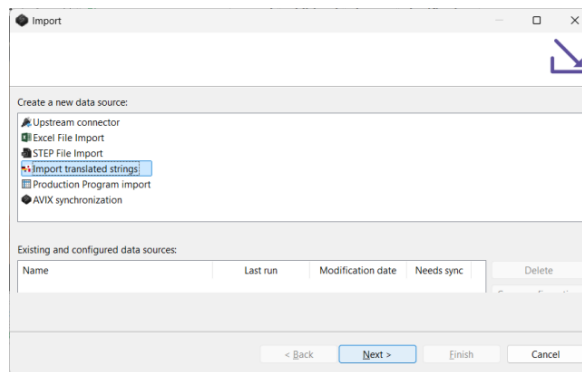 Import
Create a new data source:
Upstream connector
Excel File Import
STEP File Import
Import translated strings
Production Program import
AVIX synchronization
Existing and configured data sources:
Name Last run Modification date Needs sync Delete
< Back Next > Finish Cancel